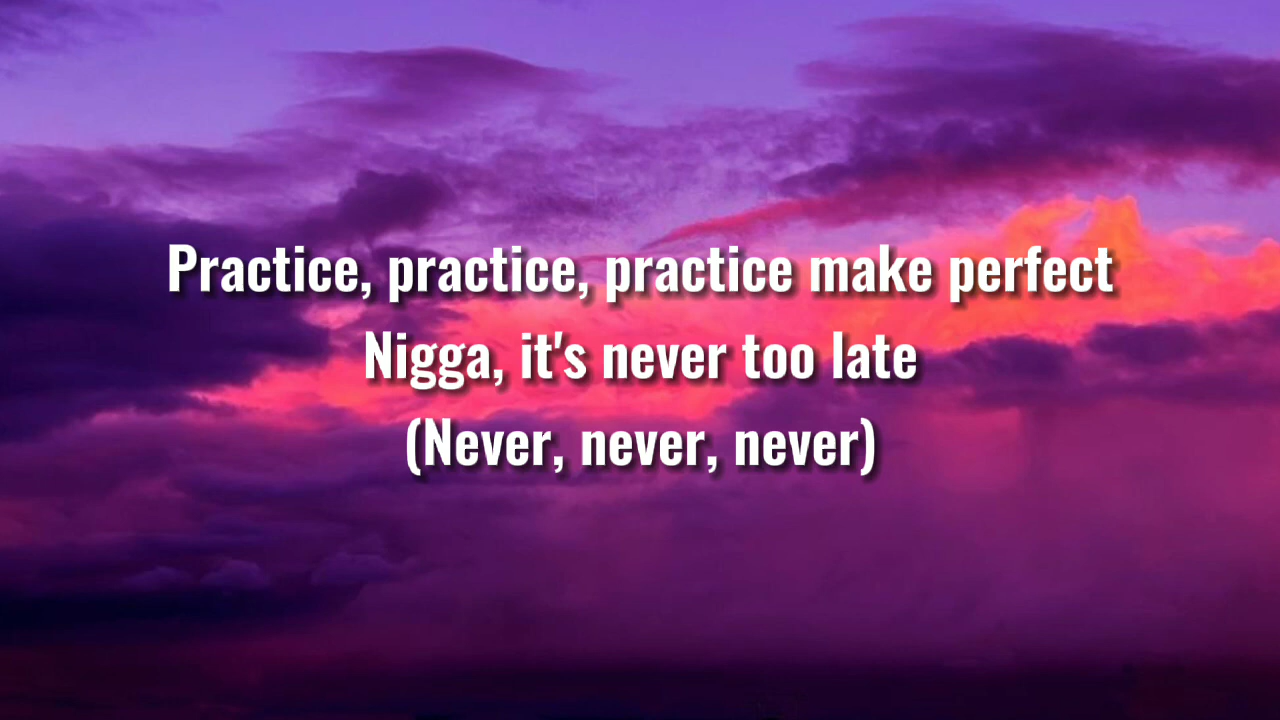 Practice, practice, practice make perfect
Nigga, it's never too late
(Never, never, never)